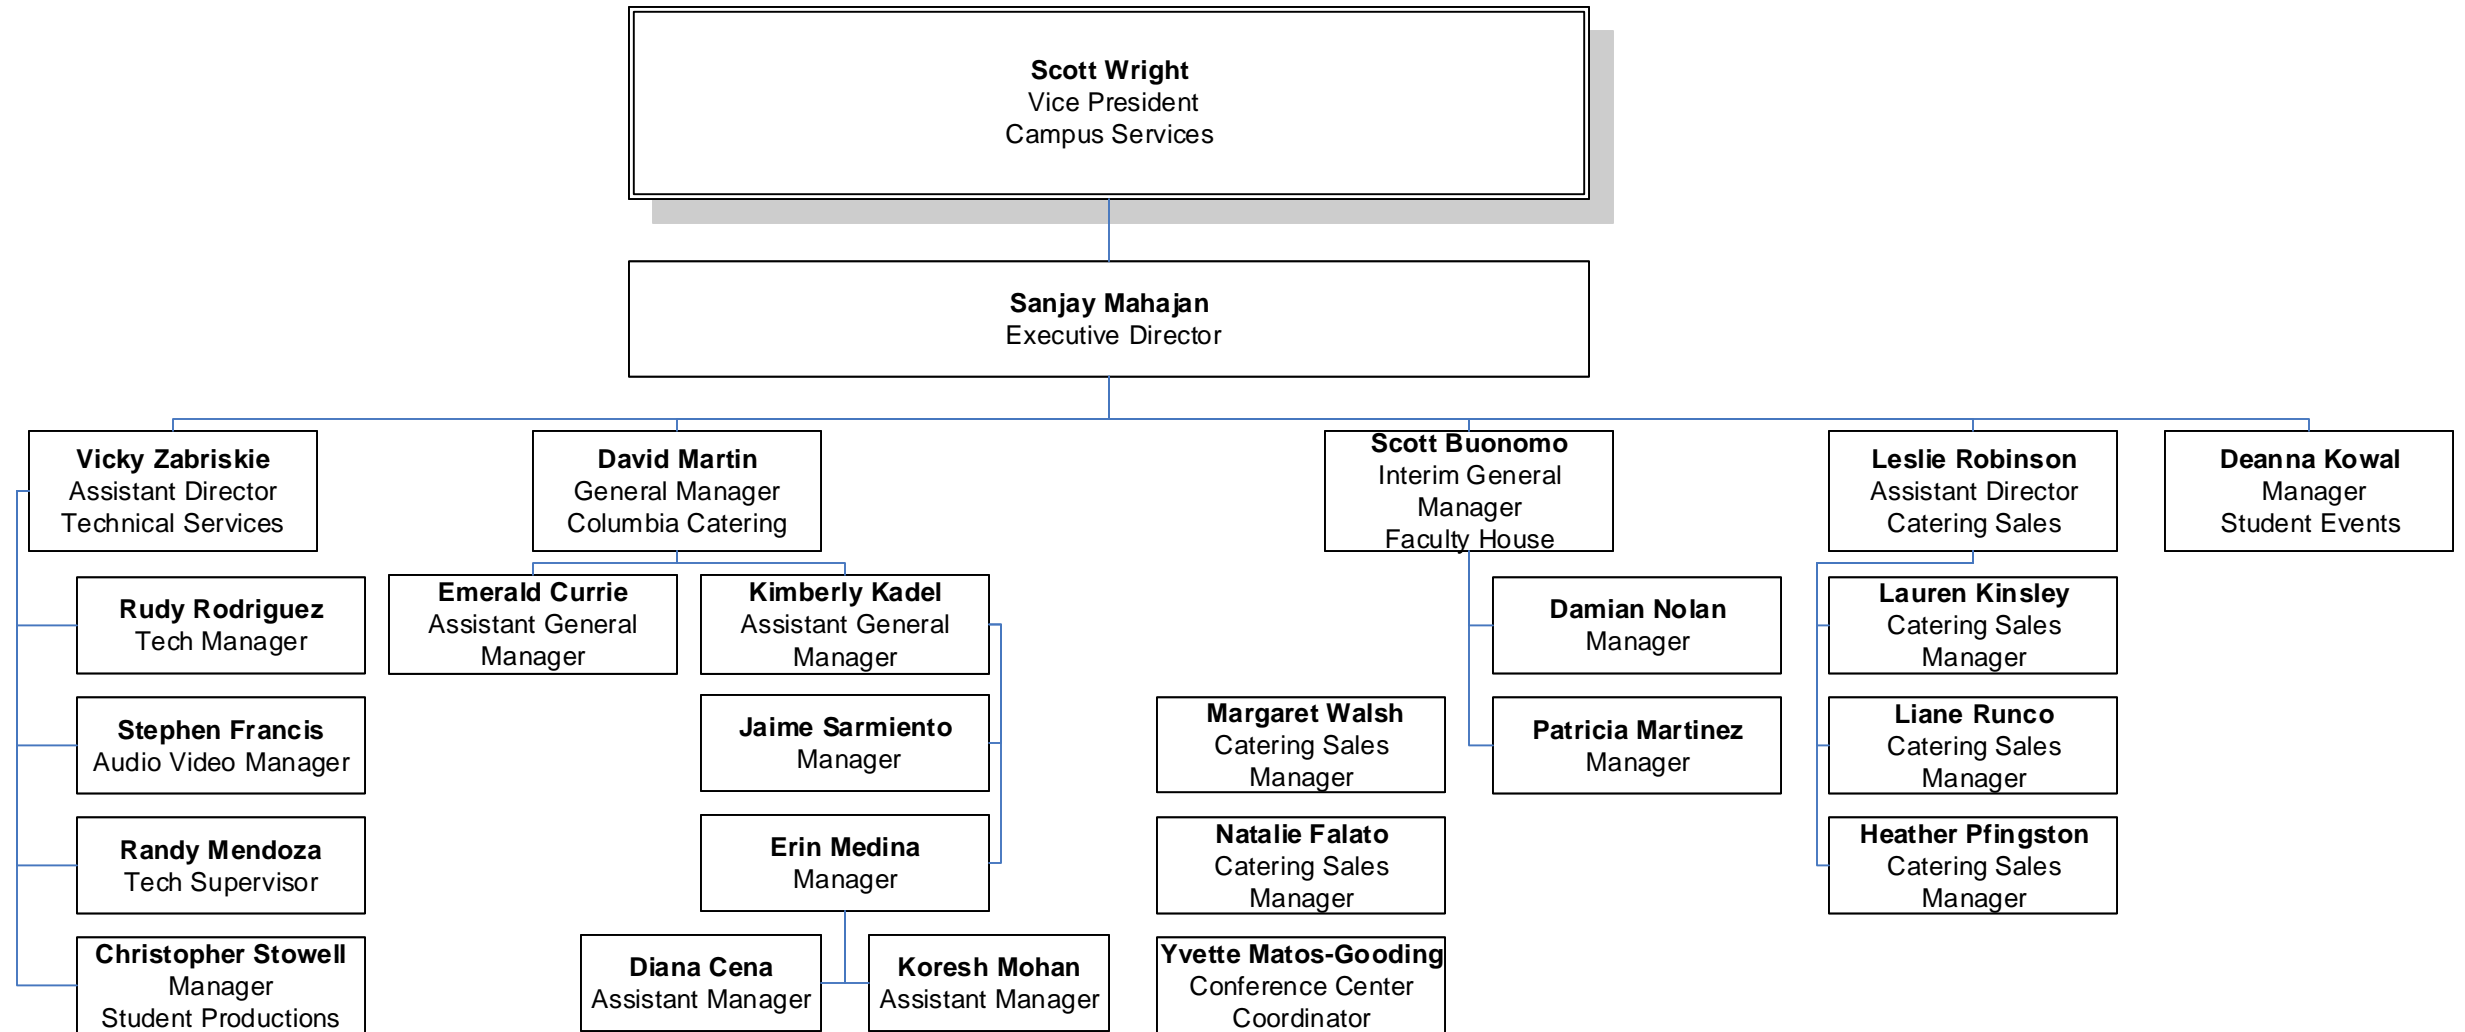 Scott Wright
Vice President
Campus Services
Sanjay Mahajan
Executive Director
Vicky Zabriskie
Assistant Director
Technical Services
David Martin
General Manager
Columbia Catering
Scott Buonomo
Interim General
Manager
Faculty House
Leslie Robinson
Assistant Director
Catering Sales
Deanna Kowal
Manager
Student Events
Rudy Rodriguez
Tech Manager
Emerald Currie
Assistant General
Manager
Kimberly Kadel
Assistant General
Manager
Damian Nolan
Manager
Lauren Kinsley
Catering Sales
Manager
Stephen Francis
Audio Video Manager
Jaime Sarmiento
Manager
Margaret Walsh
Catering Sales
Manager
Patricia Martinez
Manager
Liane Runco
Catering Sales
Manager
Randy Mendoza
Tech Supervisor
Erin Medina
Manager
Natalie Falato
Catering Sales
Manager
Heather Pfingston
Catering Sales
Manager
Christopher Stowell
Manager
Student Productions
Diana Cena
Assistant Manager
Koresh Mohan
Assistant Manager
Yvette Matos-Gooding
Conference Center
Coordinator